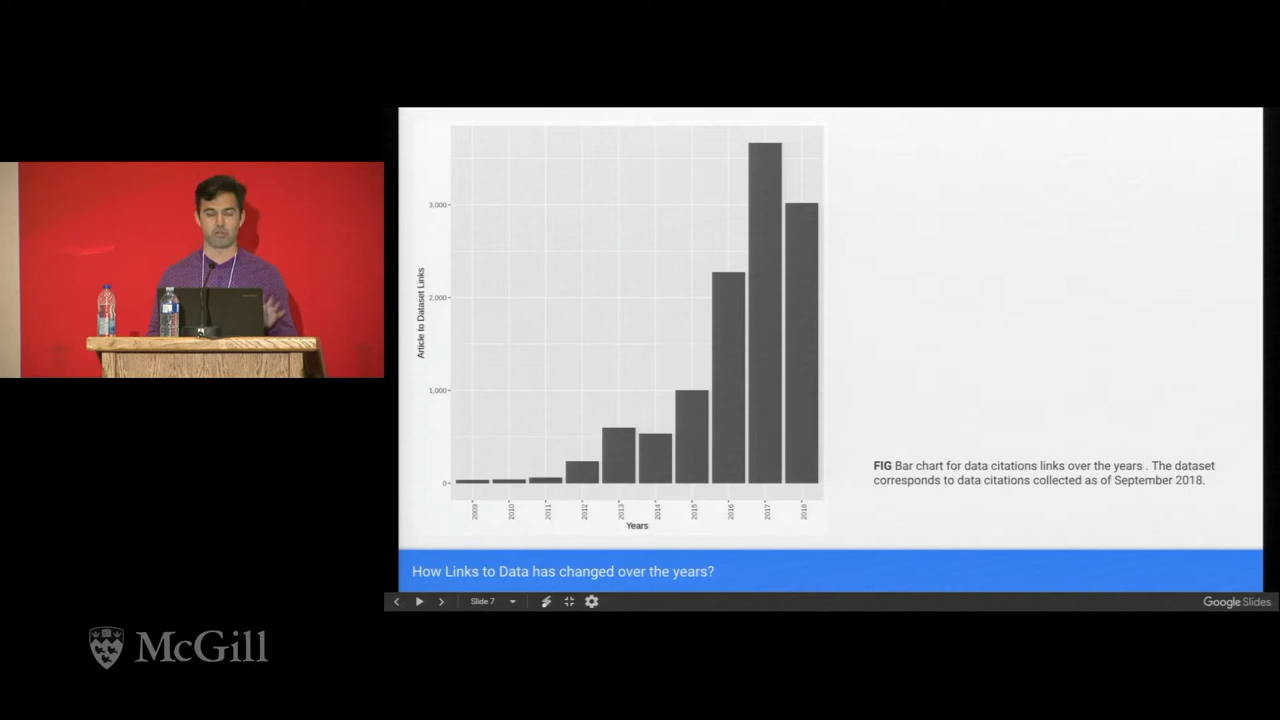 3,000
2,000
1,000
0
Article to Dataset Links
2009
2010
2011
2012
2013
2014
2015
2016
2017
2018
Years
FIG Bar chart for data citations links over the years . The dataset
corresponds to data citations collected as of September 2018.
How Links to Data has changed over the years?
Slide 7
Google Slides
McGill